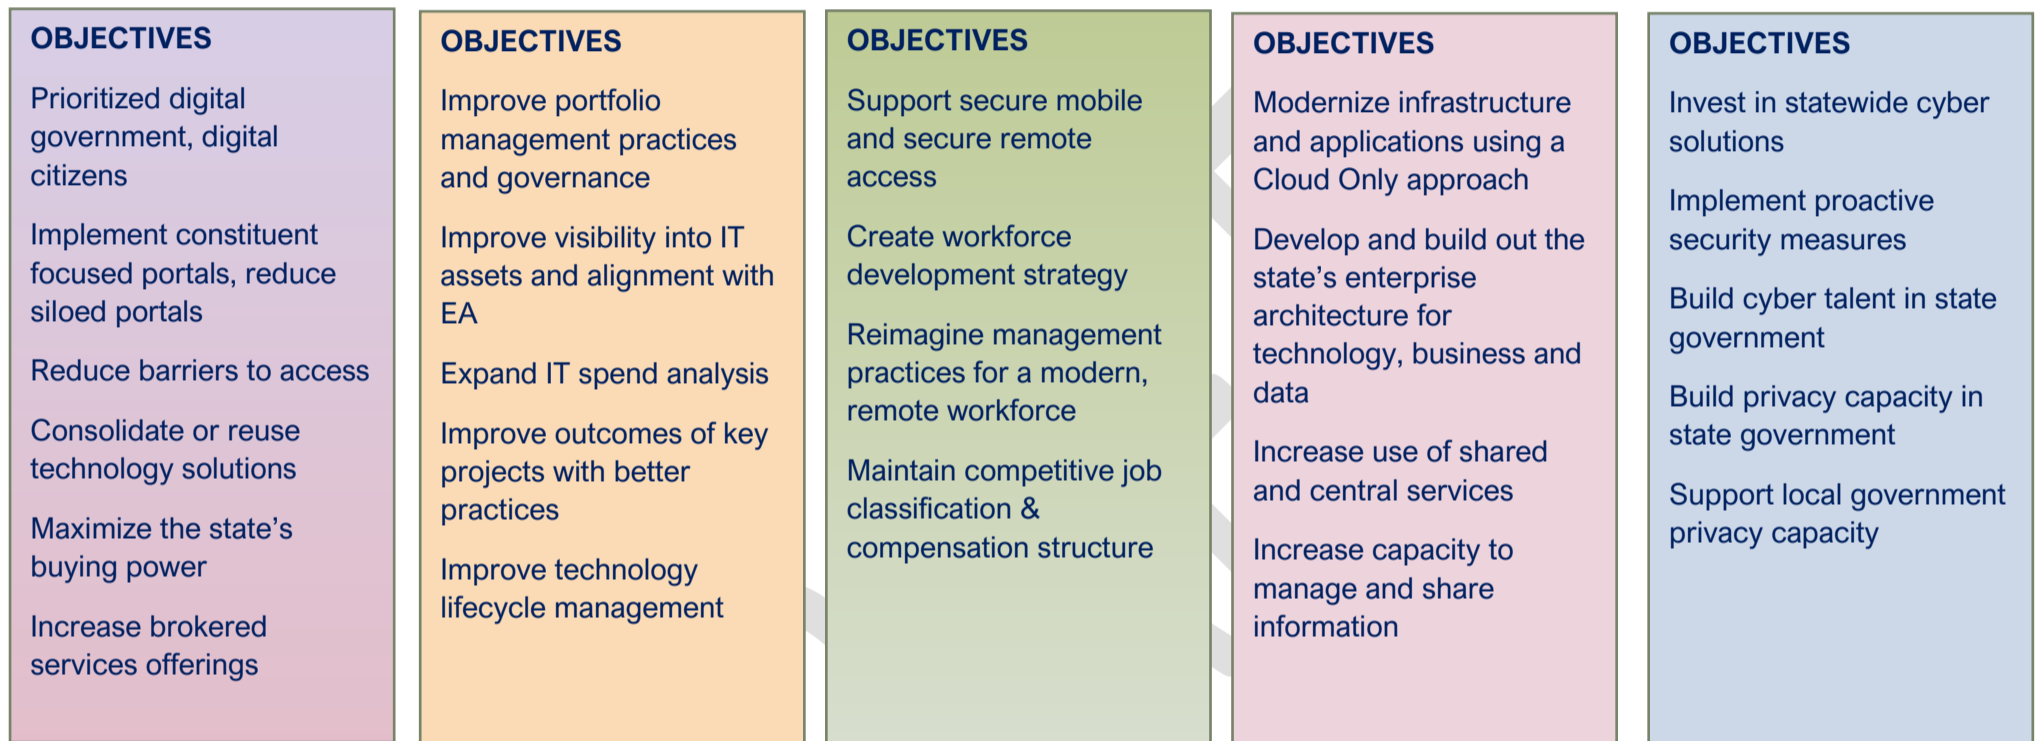 OBJECTIVES
Prioritized digital
government, digital
citizens
Implement constituent
focused portals, reduce
siloed portals
Reduce barriers to access
Consolidate or reuse
technology solutions
Maximize the state’s
buying power
Increase brokered
services offerings
OBJECTIVES
Improve portfolio
management practices
and governance
Improve visibility into IT
assets and alignment with
EA
Expand IT spend analysis
Improve outcomes of key
projects with better
practices
Improve technology
lifecycle management
OBJECTIVES
Support secure mobile
and secure remote
access
Create workforce
development strategy
Reimagine management
practices for a modern,
remote workforce
Maintain competitive job
classification &
compensation structure
OBJECTIVES
Modernize infrastructure
and applications using a
Cloud Only approach
Develop and build out the
state’s enterprise
architecture for
technology, business and
data
Increase use of shared
and central services
Increase capacity to
manage and share
information
OBJECTIVES
Invest in statewide cyber
solutions
Implement proactive
security measures
Build cyber talent in state
government
Build privacy capacity in
state government
Support local government
privacy capacity